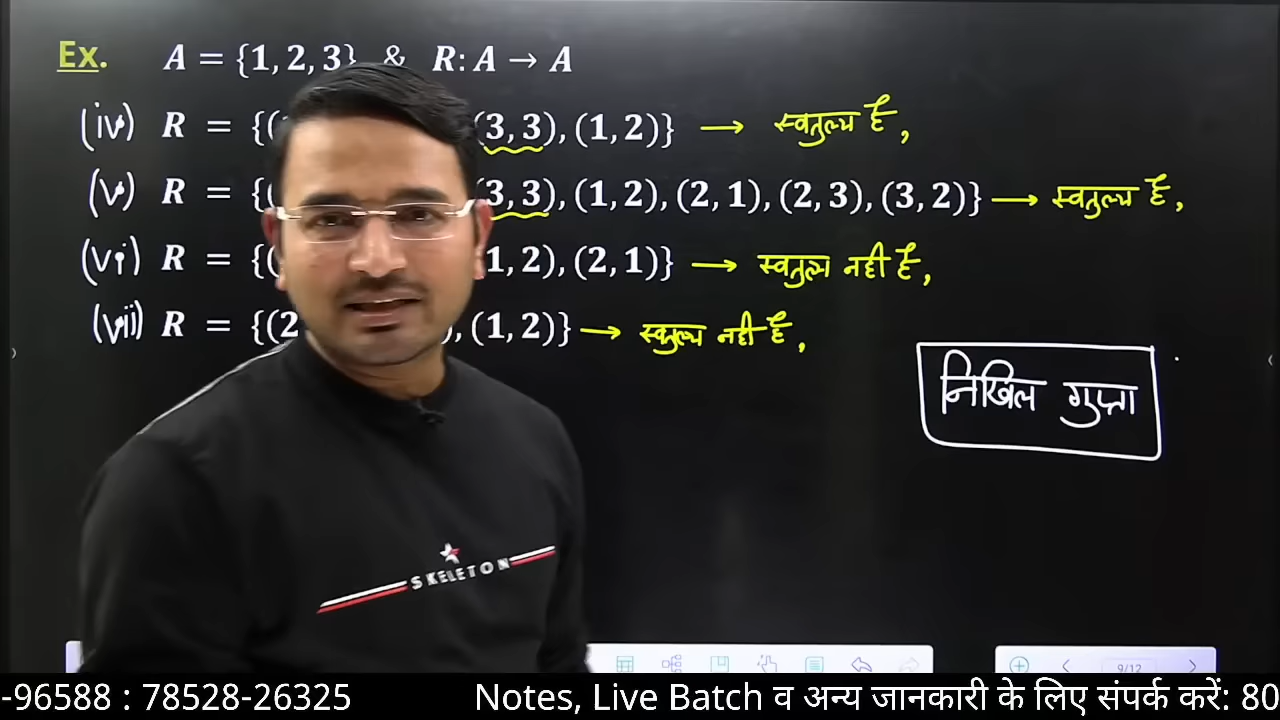 Ex. A = {1, 2, 3} & R: A → A
(iv) R = {( (3, 3), (1, 2)} → स्वतुल्य है,
(v) R = {( (3, 3), (1, 2), (2, 1), (2, 3), (3, 2)} → स्वतुल्य है,
(vi) R = {( 1, 2), (2, 1)} → स्वतुल्य नही है,
(vii) R = {(2 ), (1, 2)} → स्वतुल्य नही है,
निखिल गुप्ता
SKELETON
9/12
-96588 : 78528-26325 Notes, Live Batch व अन्य जानकारी के लिए संपर्क करें: 80